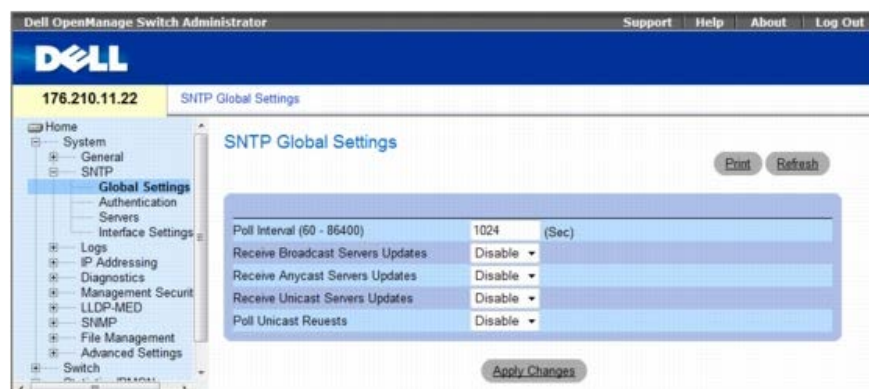 Dell OpenManage Switch Administrator Support Help About Log Out
DELL
176.210.11.22 SNTP Global Settings
Home
System
General
SNTP
Global Settings
Authentication
Servers
Interface Settings
Logs
IP Addressing
Diagnostics
Management Securit
LLDP-MED
SNMP
File Management
Advanced Settings
Switch
SNTP Global Settings
Print Refresh
Poll Interval (60 - 86400) 1024 (Sec)
Receive Broadcast Servers Updates Disable
Receive Anycast Servers Updates Disable
Receive Unicast Servers Updates Disable
Poll Unicast Reuests Disable
Apply Changes